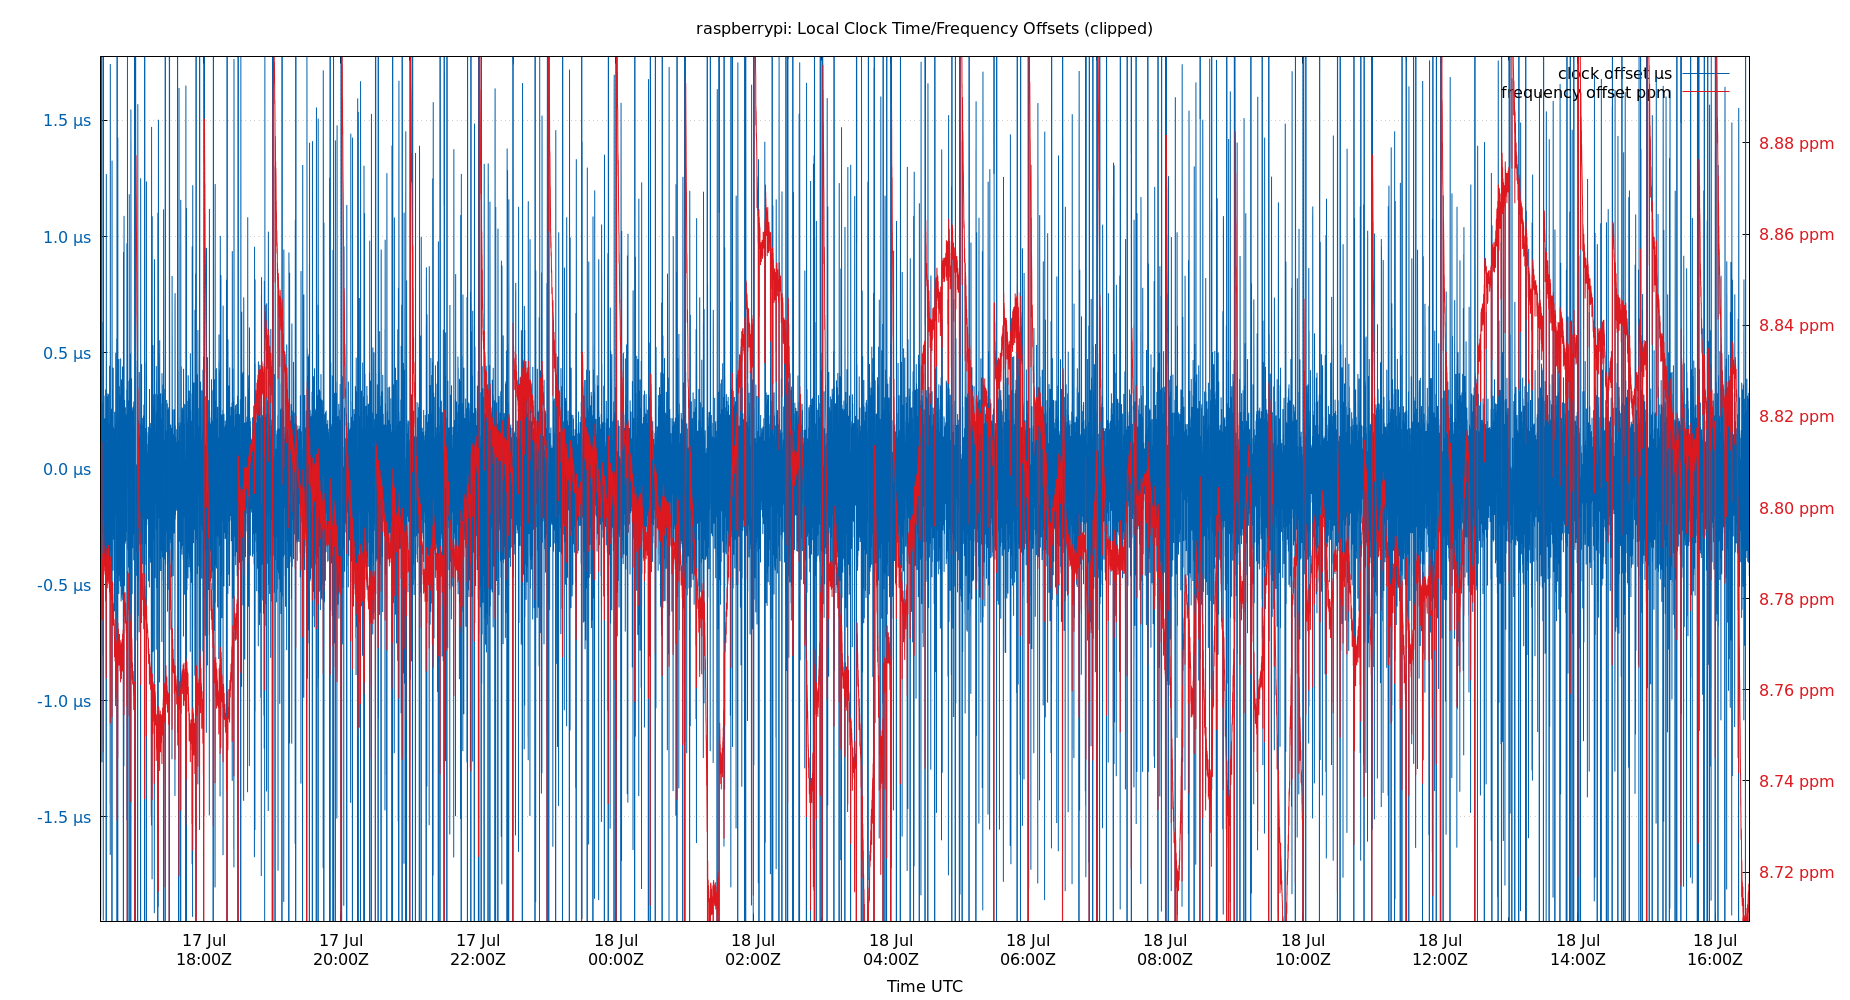 raspberrypi: Local Clock Time/Frequency Offsets (clipped)
clock offset µs
frequency offset ppm
1.5 µs
1.0 µs
0.5 µs
0.0 µs
-0.5 µs
-1.0 µs
-1.5 µs
8.88 ppm
8.86 ppm
8.84 ppm
8.82 ppm
8.80 ppm
8.78 ppm
8.76 ppm
8.74 ppm
8.72 ppm
17 Jul 17 Jul 17 Jul 18 Jul 18 Jul 18 Jul 18 Jul 18 Jul 18 Jul 18 Jul 18 Jul 18 Jul
18:00Z 20:00Z 22:00Z 00:00Z 02:00Z 04:00Z 06:00Z 08:00Z 10:00Z 12:00Z 14:00Z 16:00Z
Time UTC